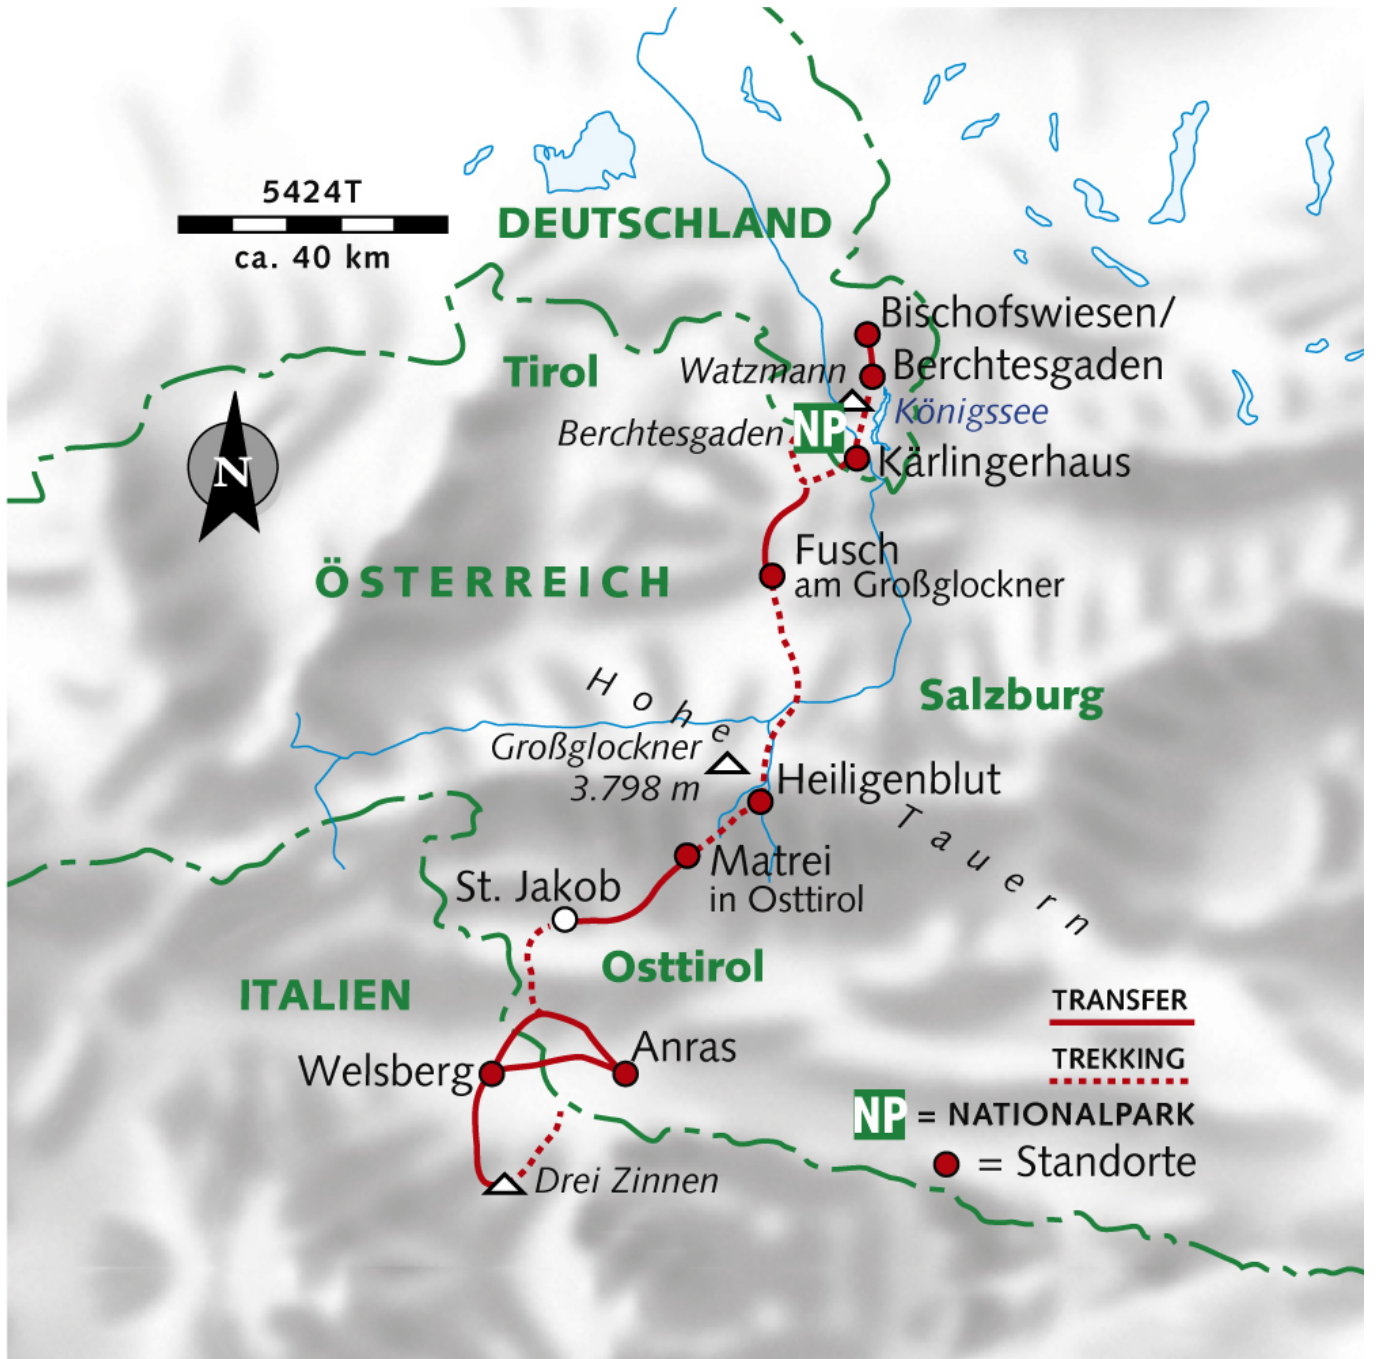 5424T
ca. 40 km
DEUTSCHLAND
Bischofswiesen/
Berchtesgaden
Tirol
Watzmann
Königssee
Berchtesgaden
NP
Kärlingerhaus
N
Fusch
am Großglockner
ÖSTERREICH
Hohe
Salzburg
Großglockner
3.798 m
Heiligenblut
Tauern
Matrei
in Osttirol
St. Jakob
Osttirol
ITALIEN
TRANSFER
Anras
Welsberg
TREKKING
NP = NATIONALPARK
= Standorte
Drei Zinnen